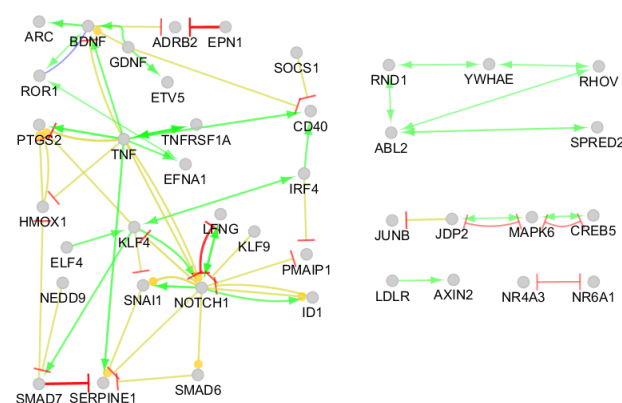 ARC
BDNF
ADRB2
EPN1
GDNF
SOCS1
ROR1
ETV5
RND1
YWHAE
RHOV
CD40
PTGS2
TNF
TNFRSF1A
ABL2
SPRED2
EFNA1
IRF4
HMOX1
KLF4
LFNG
KLF9
JUNB
JDP2
MAPK6
CREB5
ELF4
PMAIP1
NEDD9
SNAI1
NOTCH1
ID1
LDLR
AXIN2
NR4A3
NR6A1
SMAD7
SERPINE1
SMAD6